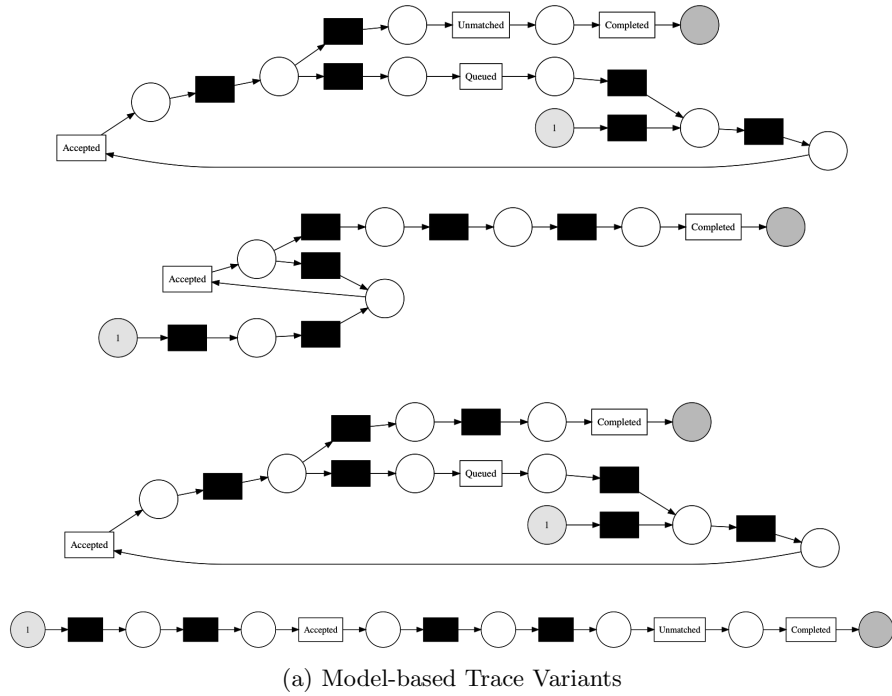 Unmatched Completed
Queued
1
Accepted
Completed
Accepted
1
Completed
Queued
1
Accepted
1 Accepted Unmatched Completed
(a) Model-based Trace Variants